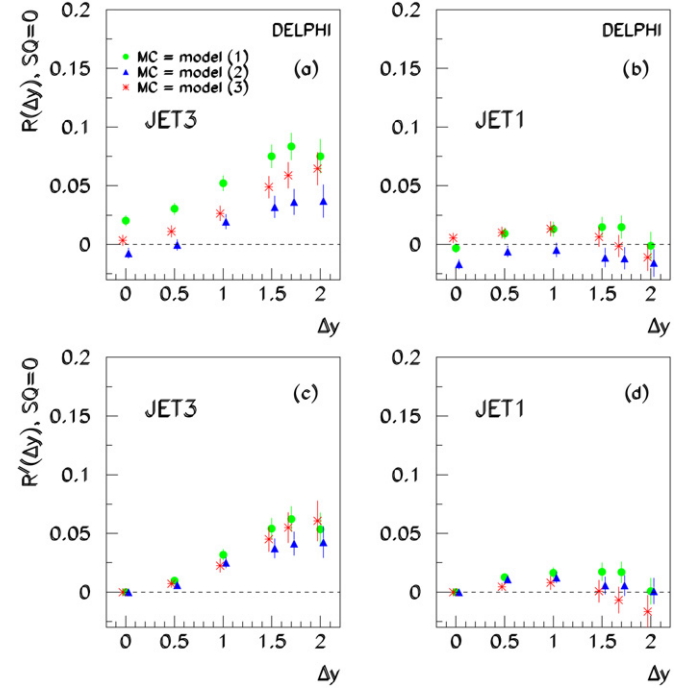 R(Δy), SQ=0
0.2
0.15
0.1
0.05
0
DELPHI
MC = model (1)
MC = model (2)
MC = model (3)
(a)
JET3
0 0.5 1 1.5 2
Δy
0.2
0.15
0.1
0.05
0
DELPHI
(b)
JET1
0 0.5 1 1.5 2
Δy
R′(Δy), SQ=0
0.2
0.15
0.1
0.05
0
(c)
JET3
0 0.5 1 1.5 2
Δy
0.2
0.15
0.1
0.05
0
(d)
JET1
0 0.5 1 1.5 2
Δy